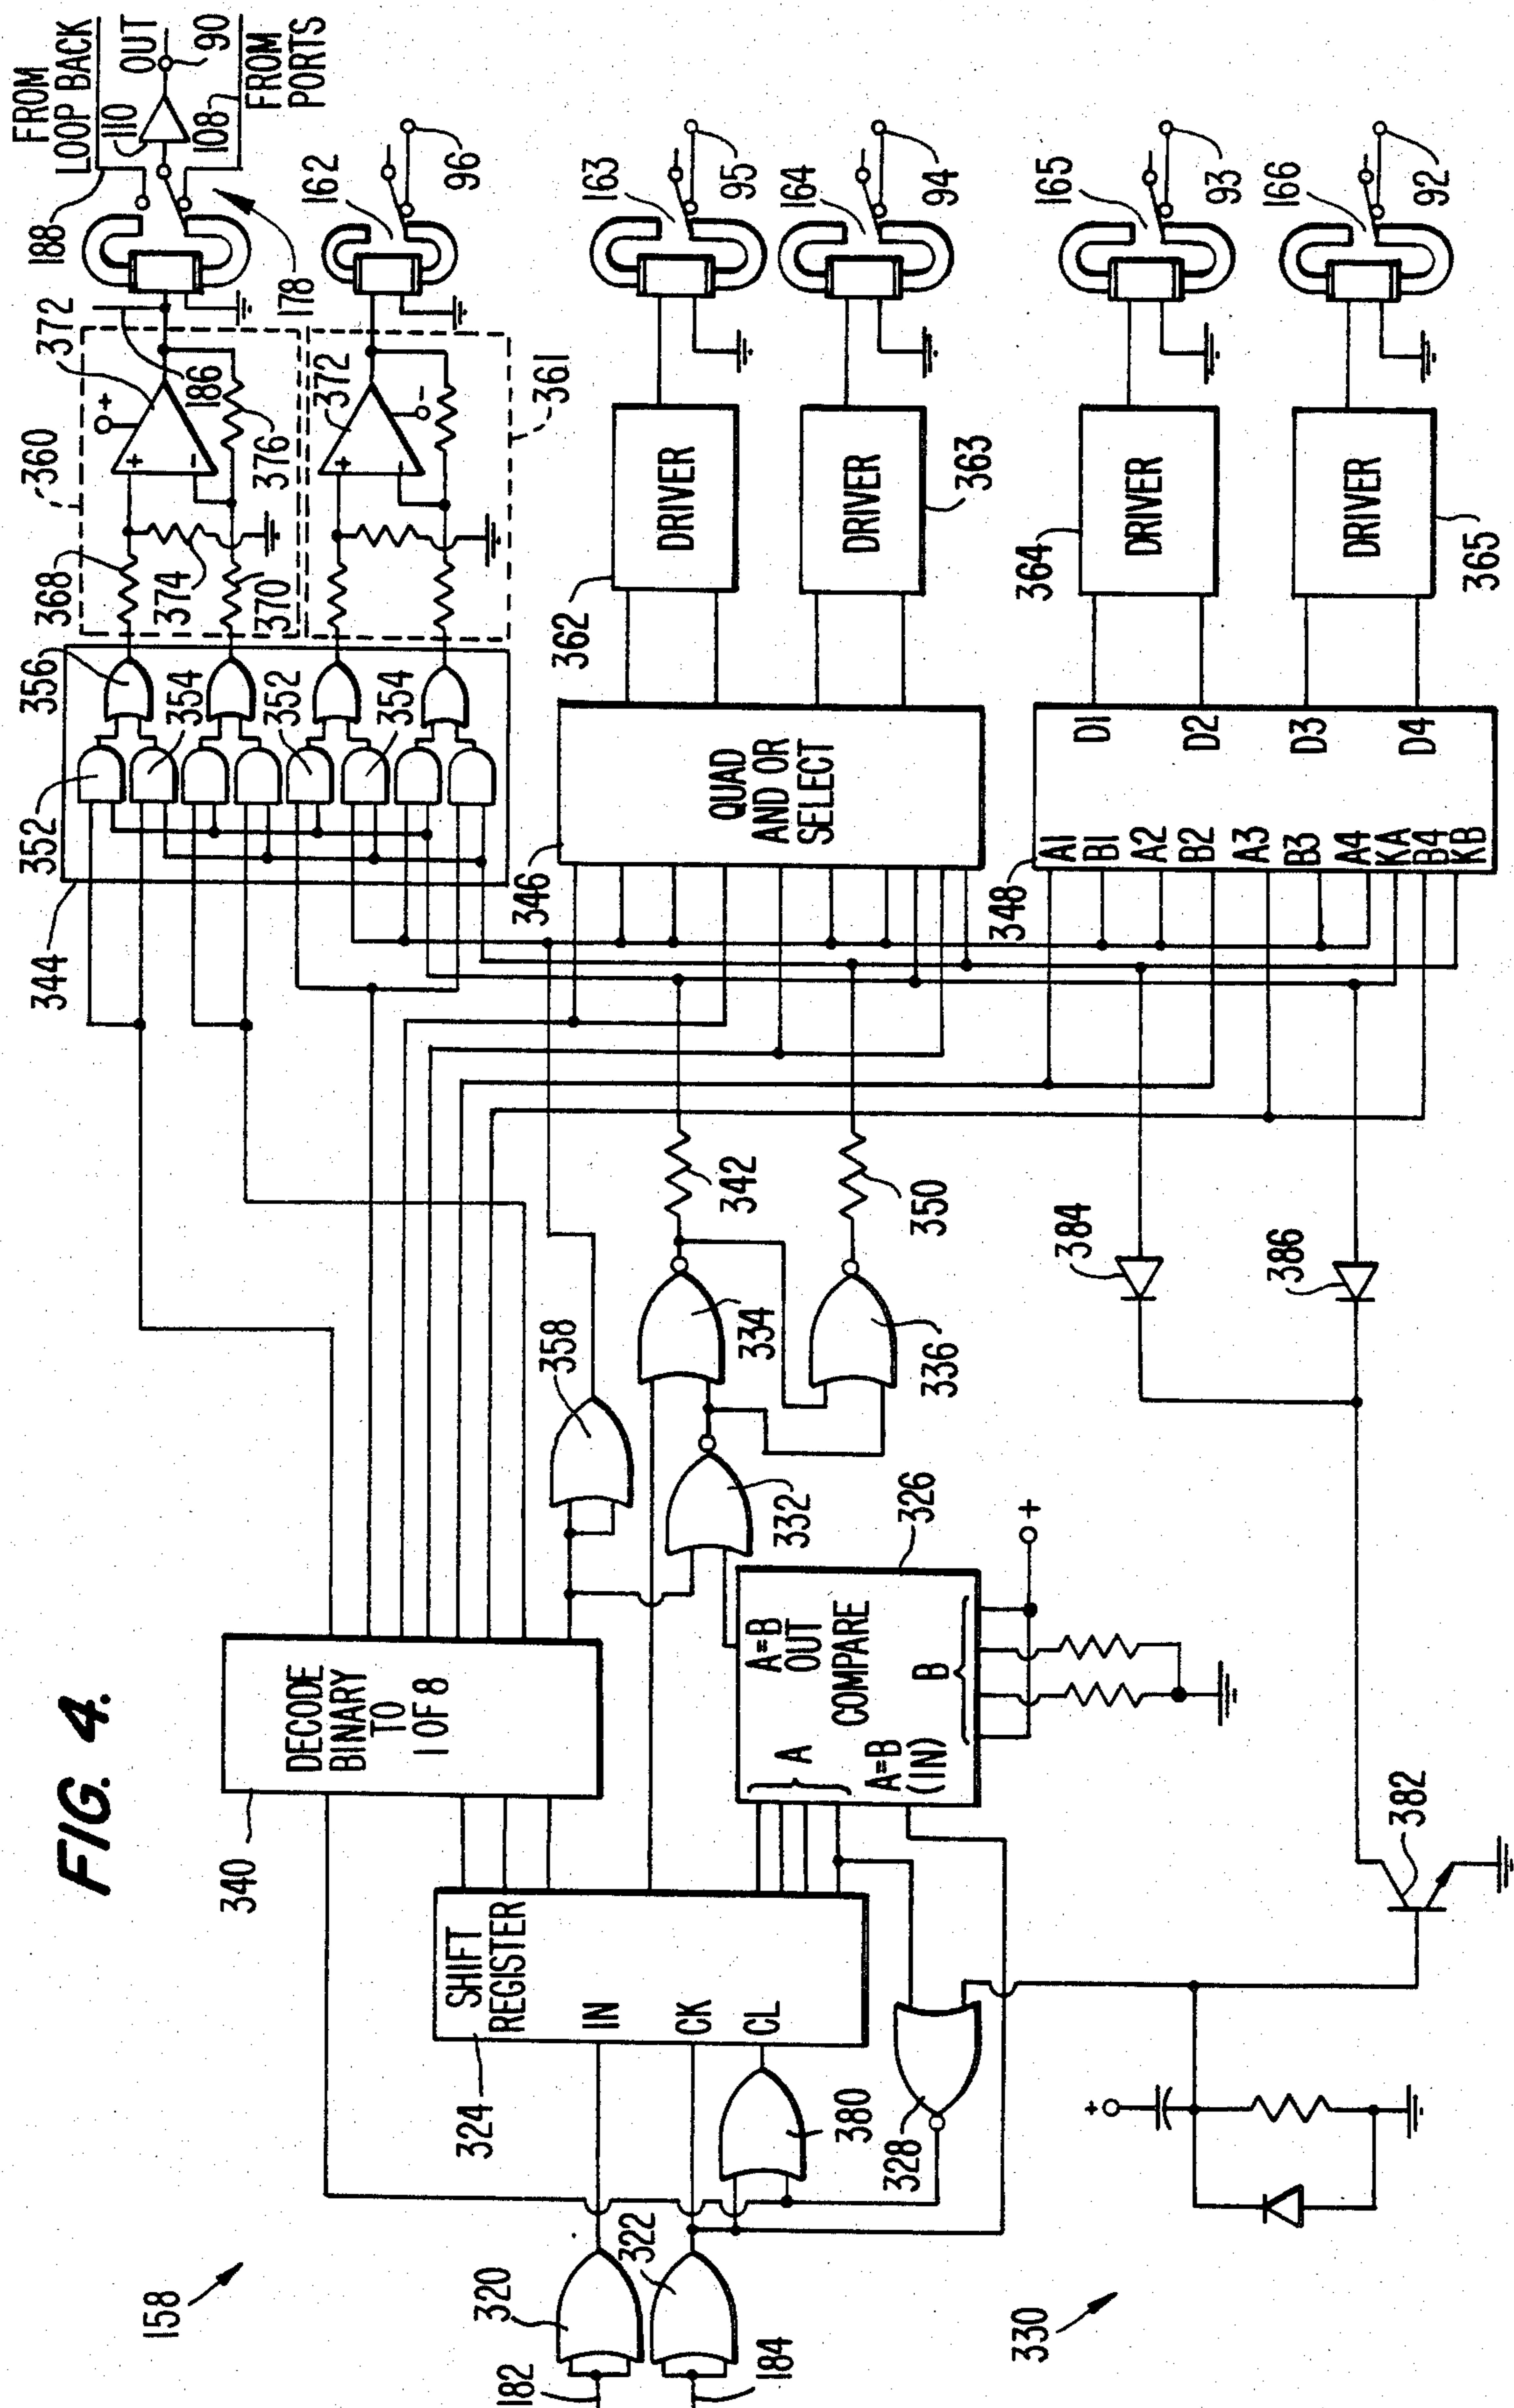 FIG. 4.
158
182
184
320
322
324
SHIFT
REGISTER
IN
CK
CL
380
328
330
+
340
DECODE
BINARY
TO
1 OF 8
A=B
OUT
COMPARE
A
A=B
(IN)
B
326
+
332
334
336
358
342
350
382
384
386
344
352
354
352
354
356
346
QUAD
AND OR
SELECT
348
A1
B1
A2
B2
A3
B3
A4
KA
B4
KB
D1
D2
D3
D4
360
368
374
370
372
+
+
-
186
376
361
372
+
-
-
362
DRIVER
DRIVER
363
364
DRIVER
DRIVER
365
188
FROM
LOOP BACK
110
OUT
90
108
FROM
PORTS
178
162
96
163
95
164
94
165
93
166
92